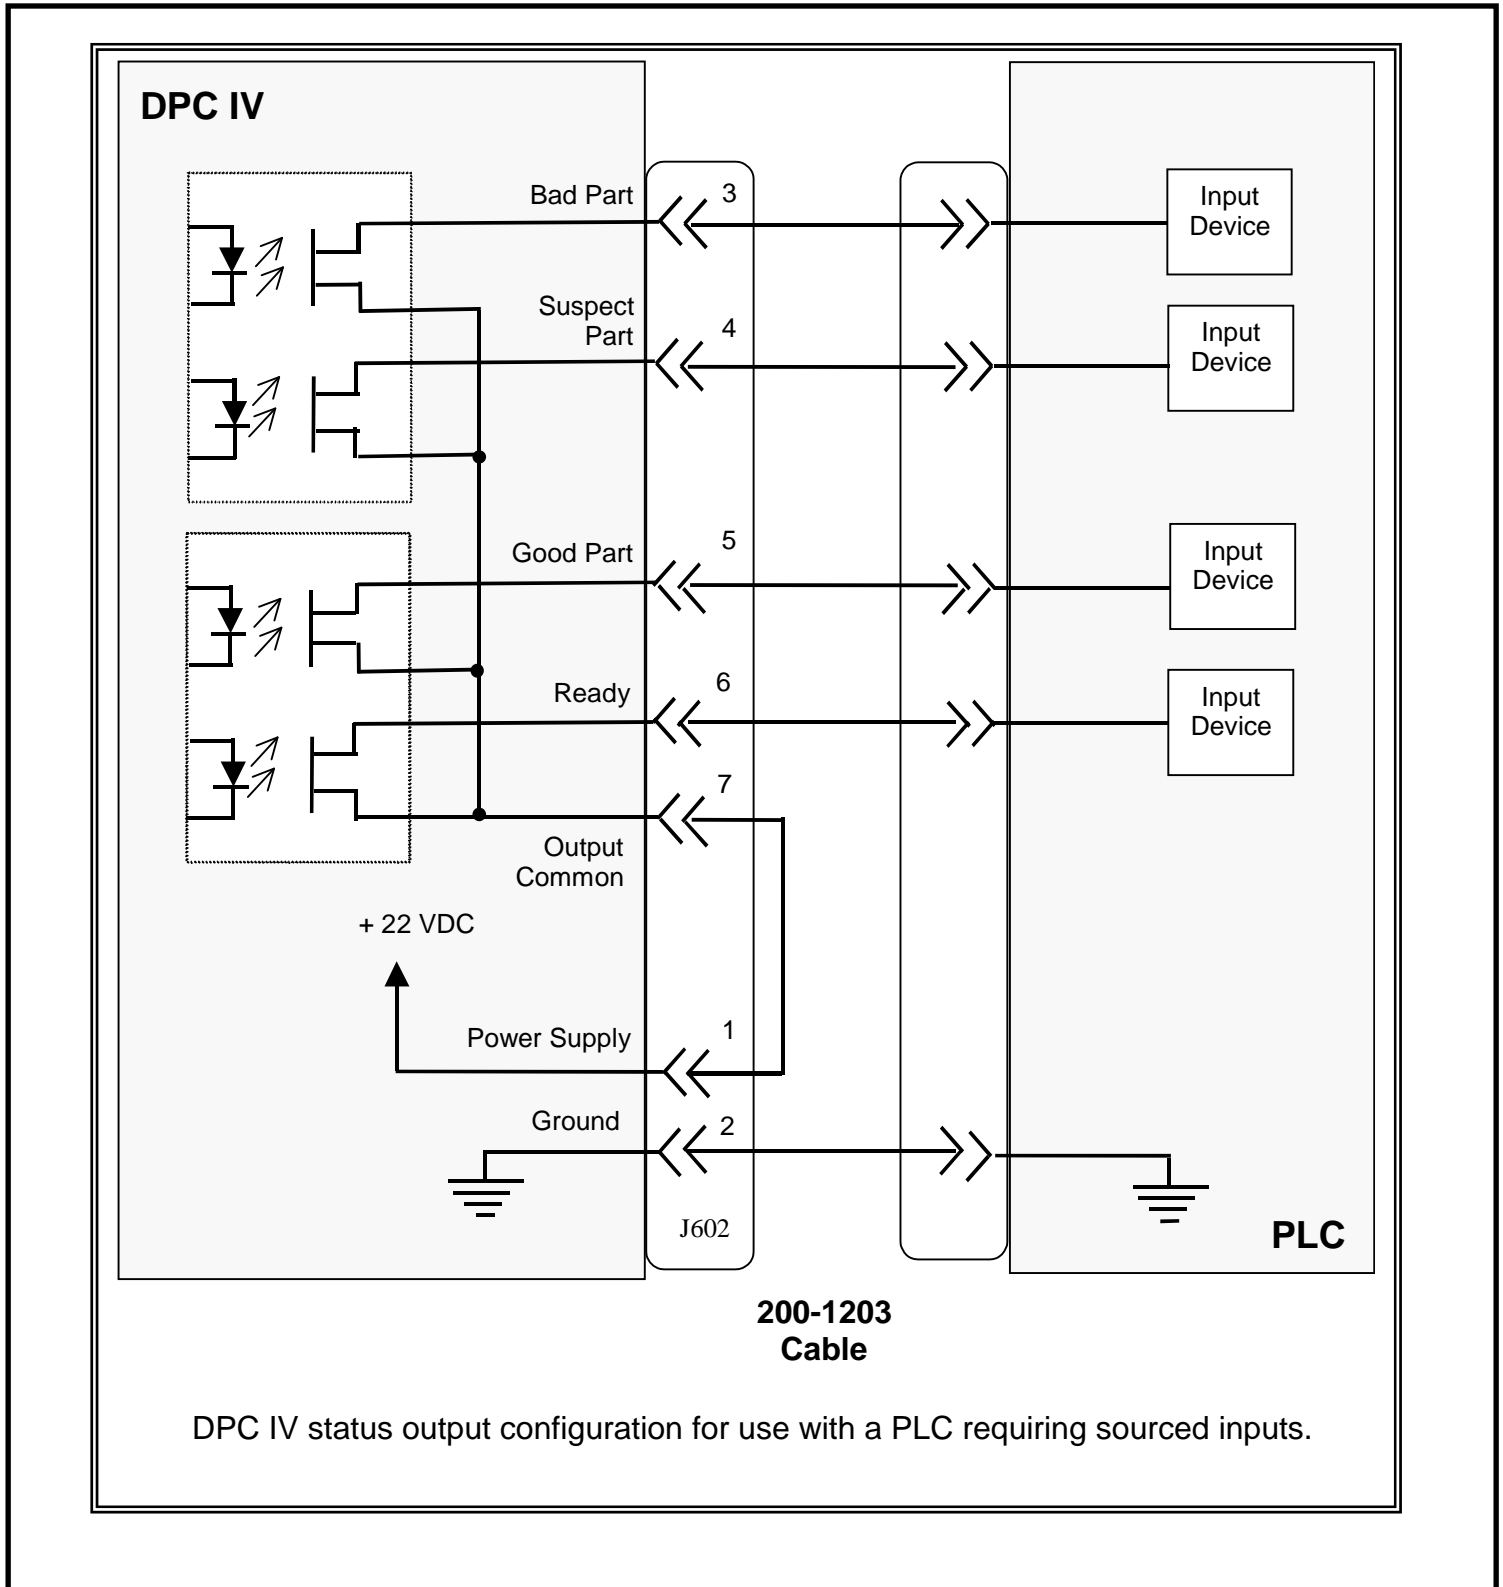 DPC IV
Bad Part
3
Input
Device
Suspect
Part
4
Input
Device
Good Part
5
Input
Device
Ready
6
Input
Device
7
Output
Common
+ 22 VDC
Power Supply
1
Ground
2
J602
PLC
200-1203
Cable
DPC IV status output configuration for use with a PLC requiring sourced inputs.